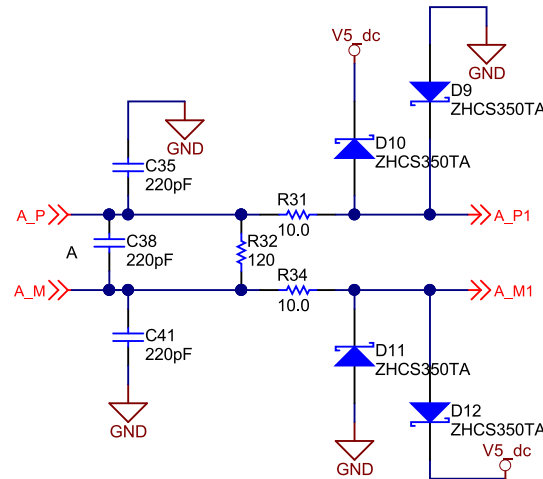 V5_dc
GND
D9
ZHCS350TA
D10
ZHCS350TA
GND
C35
220pF
A_P
R31
10.0
A_P1
A
C38
220pF
R32
120
A_M
R34
10.0
A_M1
C41
220pF
D11
ZHCS350TA
D12
ZHCS350TA
GND
GND
V5_dc